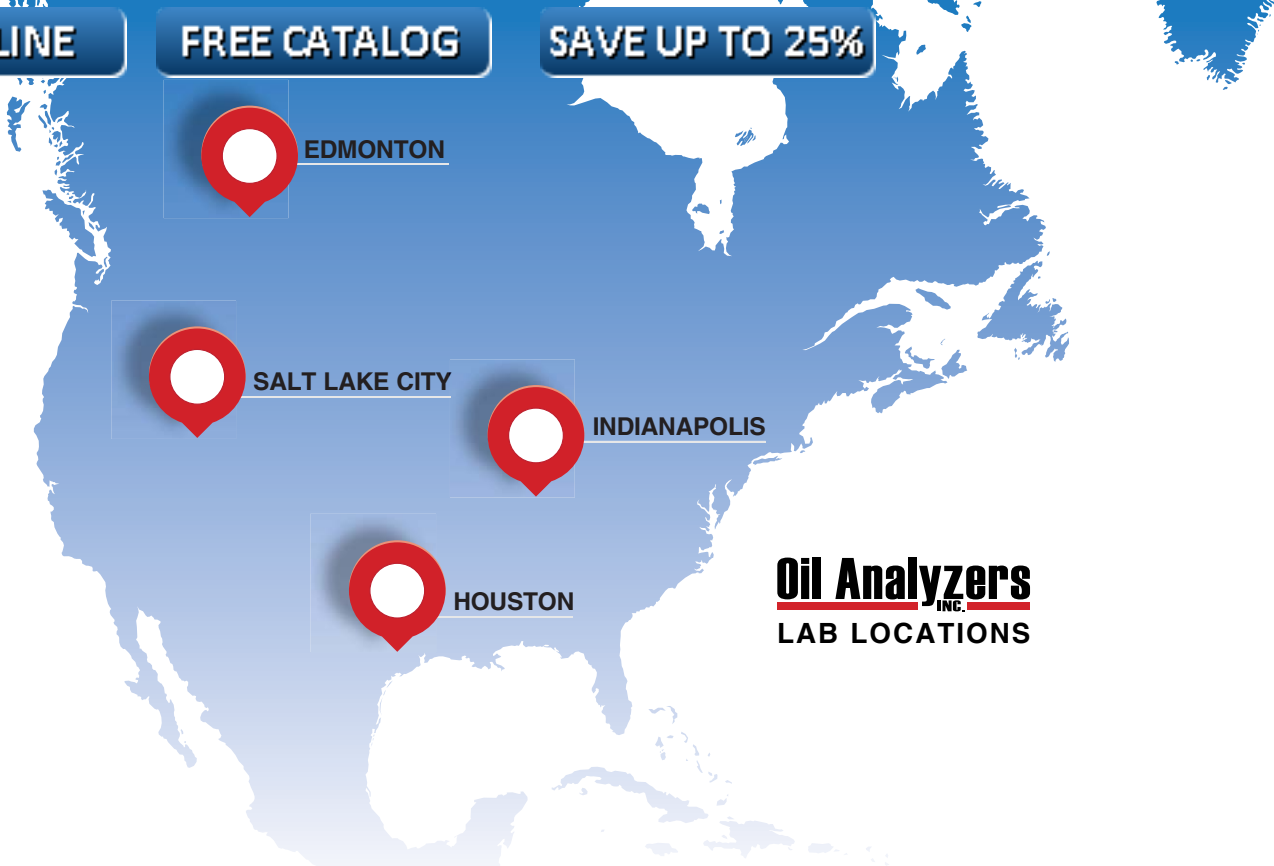 LINE
FREE CATALOG
SAVE UP TO 25%
EDMONTON
SALT LAKE CITY
INDIANAPOLIS
HOUSTON
Oil Analyzers
INC.
LAB LOCATIONS